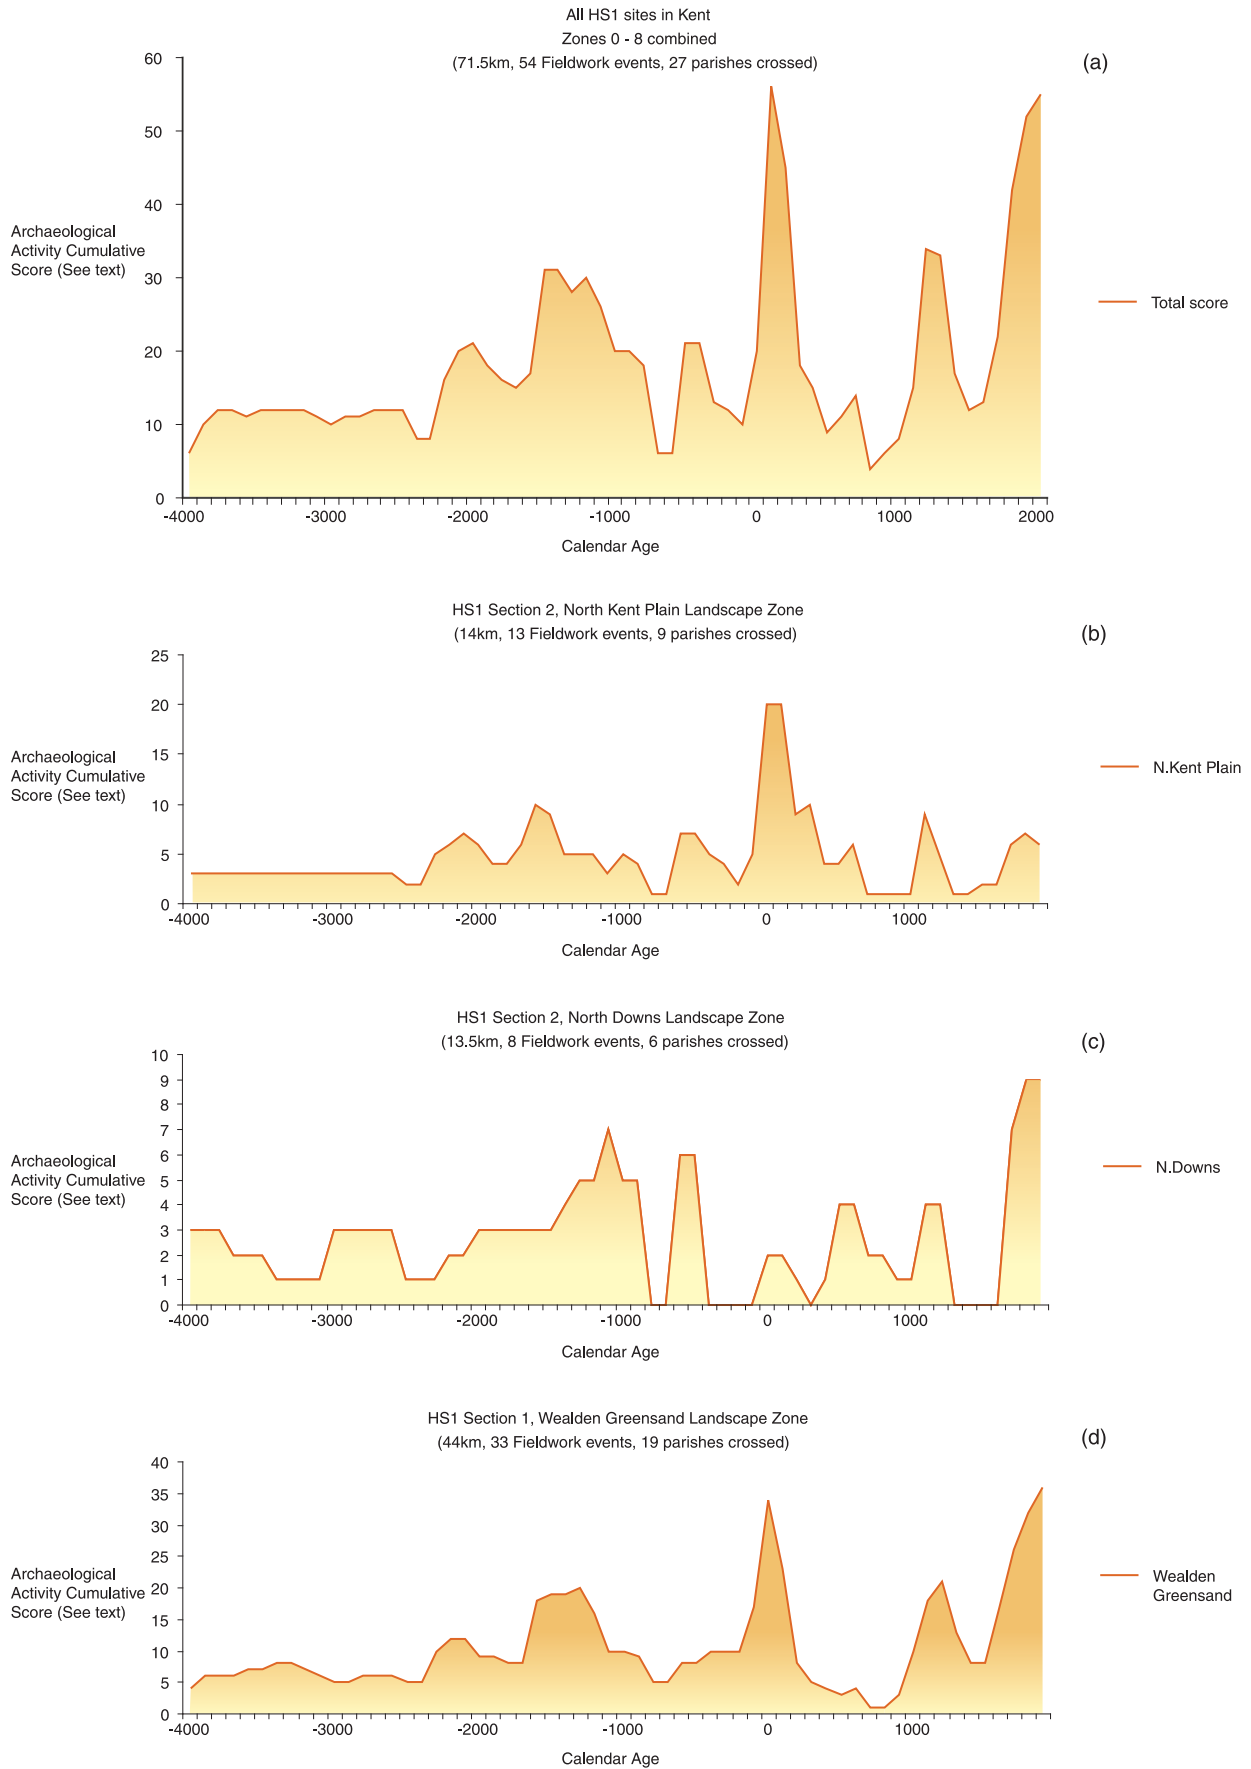 All HS1 sites in Kent
Zones 0 - 8 combined
(71.5km, 54 Fieldwork events, 27 parishes crossed)
(a)
60
50
40
30
20
10
0
Archaeological
Activity Cumulative
Score (See text)
Total score
-4000 -3000 -2000 -1000 0 1000 2000
Calendar Age
HS1 Section 2, North Kent Plain Landscape Zone
(14km, 13 Fieldwork events, 9 parishes crossed)
(b)
25
20
15
10
5
0
Archaeological
Activity Cumulative
Score (See text)
N.Kent Plain
-4000 -3000 -2000 -1000 0 1000
Calendar Age
HS1 Section 2, North Downs Landscape Zone
(13.5km, 8 Fieldwork events, 6 parishes crossed)
(c)
10
9
8
7
6
5
4
3
2
1
0
Archaeological
Activity Cumulative
Score (See text)
N.Downs
-4000 -3000 -2000 -1000 0 1000
Calendar Age
HS1 Section 1, Wealden Greensand Landscape Zone
(44km, 33 Fieldwork events, 19 parishes crossed)
(d)
40
35
30
25
20
15
10
5
0
Archaeological
Activity Cumulative
Score (See text)
Wealden
Greensand
-4000 -3000 -2000 -1000 0 1000
Calendar Age